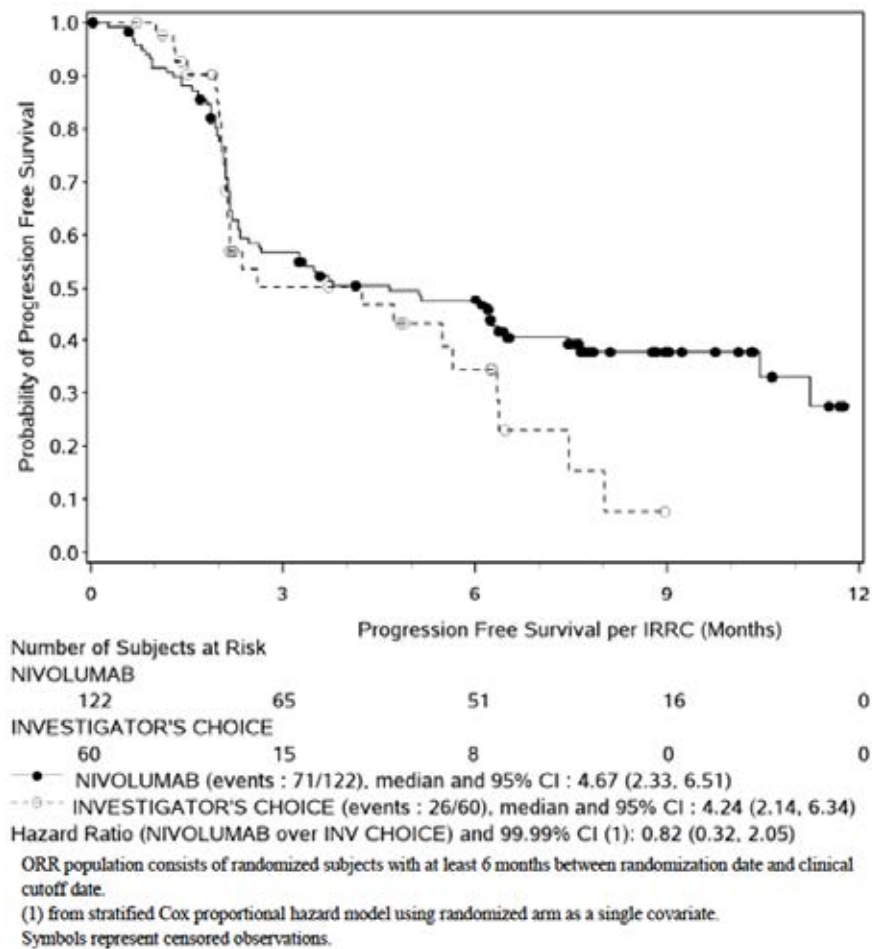 Probability of Progression Free Survival
1.0
0.9
0.8
0.7
0.6
0.5
0.4
0.3
0.2
0.1
0.0
0 3 6 9 12
Progression Free Survival per IRRC (Months)
Number of Subjects at Risk
NIVOLUMAB
122 65 51 16 0
INVESTIGATOR'S CHOICE
60 15 8 0 0
NIVOLUMAB (events : 71/122), median and 95% CI : 4.67 (2.33, 6.51)
INVESTIGATOR'S CHOICE (events : 26/60), median and 95% CI : 4.24 (2.14, 6.34)
Hazard Ratio (NIVOLUMAB over INV CHOICE) and 99.99% CI (1): 0.82 (0.32, 2.05)
ORR population consists of randomized subjects with at least 6 months between randomization date and clinical
cutoff date.
(1) from stratified Cox proportional hazard model using randomized arm as a single covariate.
Symbols represent censored observations.